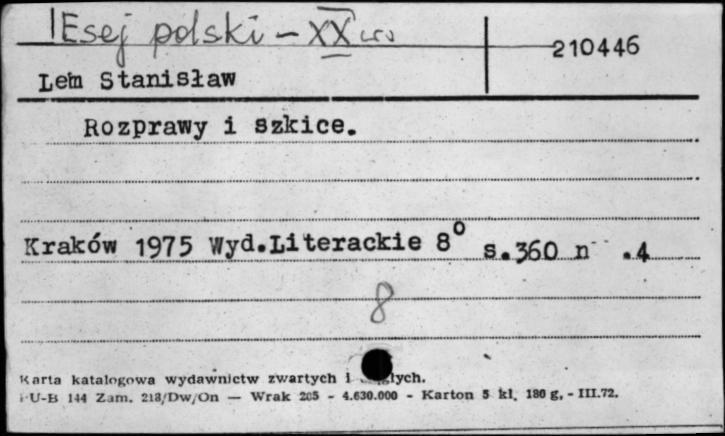 Esej polski - XX w
210446
Lem Stanisław
Rozprawy i szkice.
Kraków 1975 Wyd.Literackie 8° s.360 n .4
8
Karta katalogowa wydawnictw zwartych i
PU-B 144 Zam. 218/Dw/On — Wrak 205 - 4.630.000 - Karton 5 kl. 180 g. - III.72.